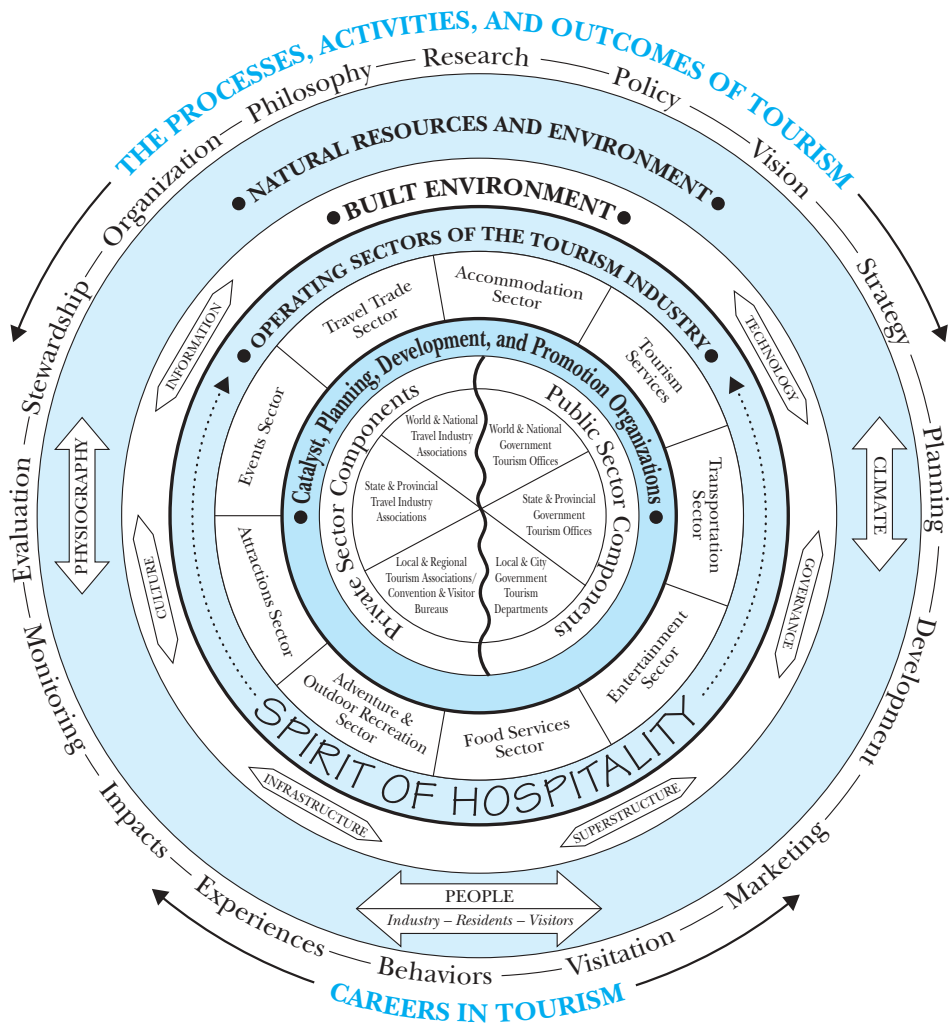 THE PROCESSES, ACTIVITIES, AND OUTCOMES OF TOURISM
Research
Policy
Vision
Strategy
Planning
Development
Marketing
Visitation
Behaviors
Experiences
Impacts
Monitoring
Evaluation
Stewardship
Organization
Philosophy
NATURAL RESOURCES AND ENVIRONMENT
BUILT ENVIRONMENT
OPERATING SECTORS OF THE TOURISM INDUSTRY
INFORMATION
TECHNOLOGY
PHYSIOGRAPHY
CLIMATE
CULTURE
GOVERNANCE
INFRASTRUCTURE
SUPERSTRUCTURE
Travel Trade
Sector
Accommodation
Sector
Tourism
Services
Transportation
Sector
Entertainment
Sector
Food Services
Sector
Adventure &
Outdoor Recreation
Sector
Attractions Sector
Events Sector
Catalyst, Planning, Development, and Promotion Organizations
Private Sector Components
Public Sector Components
World & National
Travel Industry
Associations
World & National
Government
Tourism Offices
State & Provincial
Travel Industry
Associations
State & Provincial
Government
Tourism Offices
Local & Regional
Tourism Associations/
Convention & Visitor
Bureaus
Local & City
Government
Tourism
Departments
SPIRIT OF HOSPITALITY
PEOPLE
Industry – Residents – Visitors
CAREERS IN TOURISM